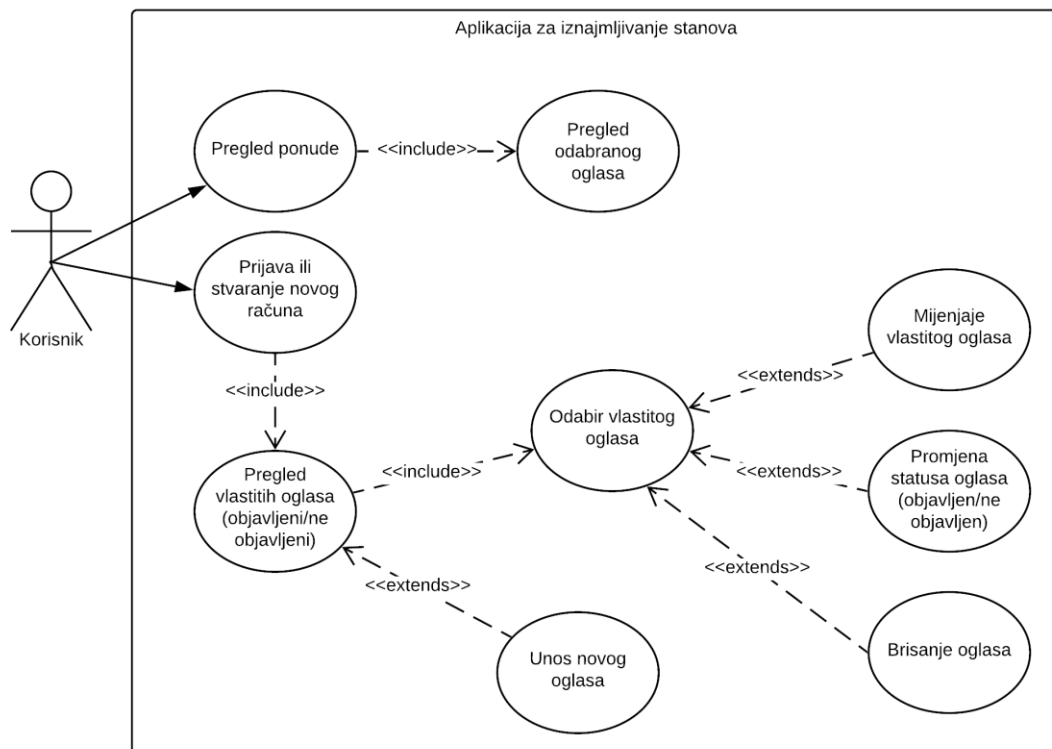 Aplikacija za iznajmljivanje stanova
Pregled ponude
<<include>>
Pregled
odabranog
oglasa
Korisnik
Prijava ili
stvaranje novog
računa
<<include>>
Mijenjaje
vlastitog oglasa
<<extends>>
Odabir vlastitog
oglasa
Pregled
vlastitih oglasa
(objavljeni/ne
objavljeni)
<<include>>
<<extends>>
Promjena
statusa oglasa
(objavljen/ne
objavljen)
<<extends>>
<<extends>>
Unos novog
oglasa
Brisanje oglasa